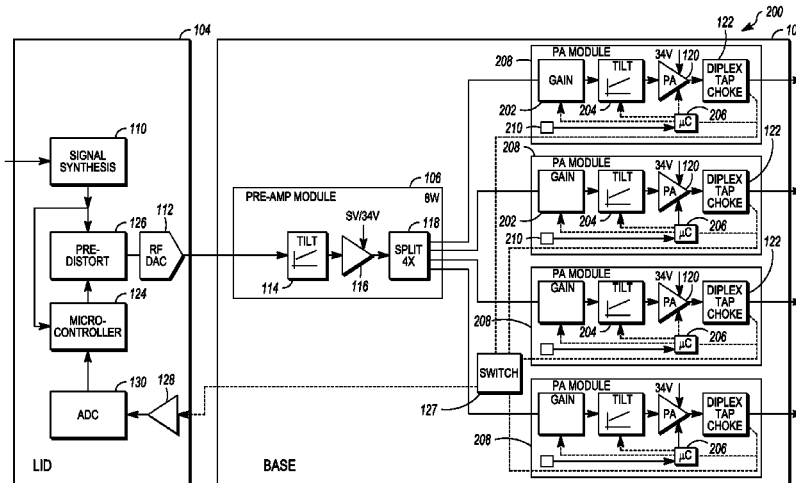 200
104
10
122
208
PA MODULE
34V
120
GAIN
TILT
PA
DIPLEX
TAP
CHOKE
202
204
μC
206
210
110
SIGNAL
SYNTHESIS
122
208
PA MODULE
34V
120
GAIN
TILT
PA
DIPLEX
TAP
CHOKE
202
204
μC
206
210
106
8W
PRE-AMP MODULE
SV/34V
118
126
112
PRE-
DISTORT
RF
DAC
TILT
SPLIT
4X
114
116
124
MICRO-
CONTROLLER
122
PA MODULE
34V
120
GAIN
TILT
PA
DIPLEX
TAP
CHOKE
208
204
μC
206
130
128
ADC
SWITCH
127
PA MODULE
34V
GAIN
TILT
PA
DIPLEX
TAP
CHOKE
208
μC
206
LID
BASE